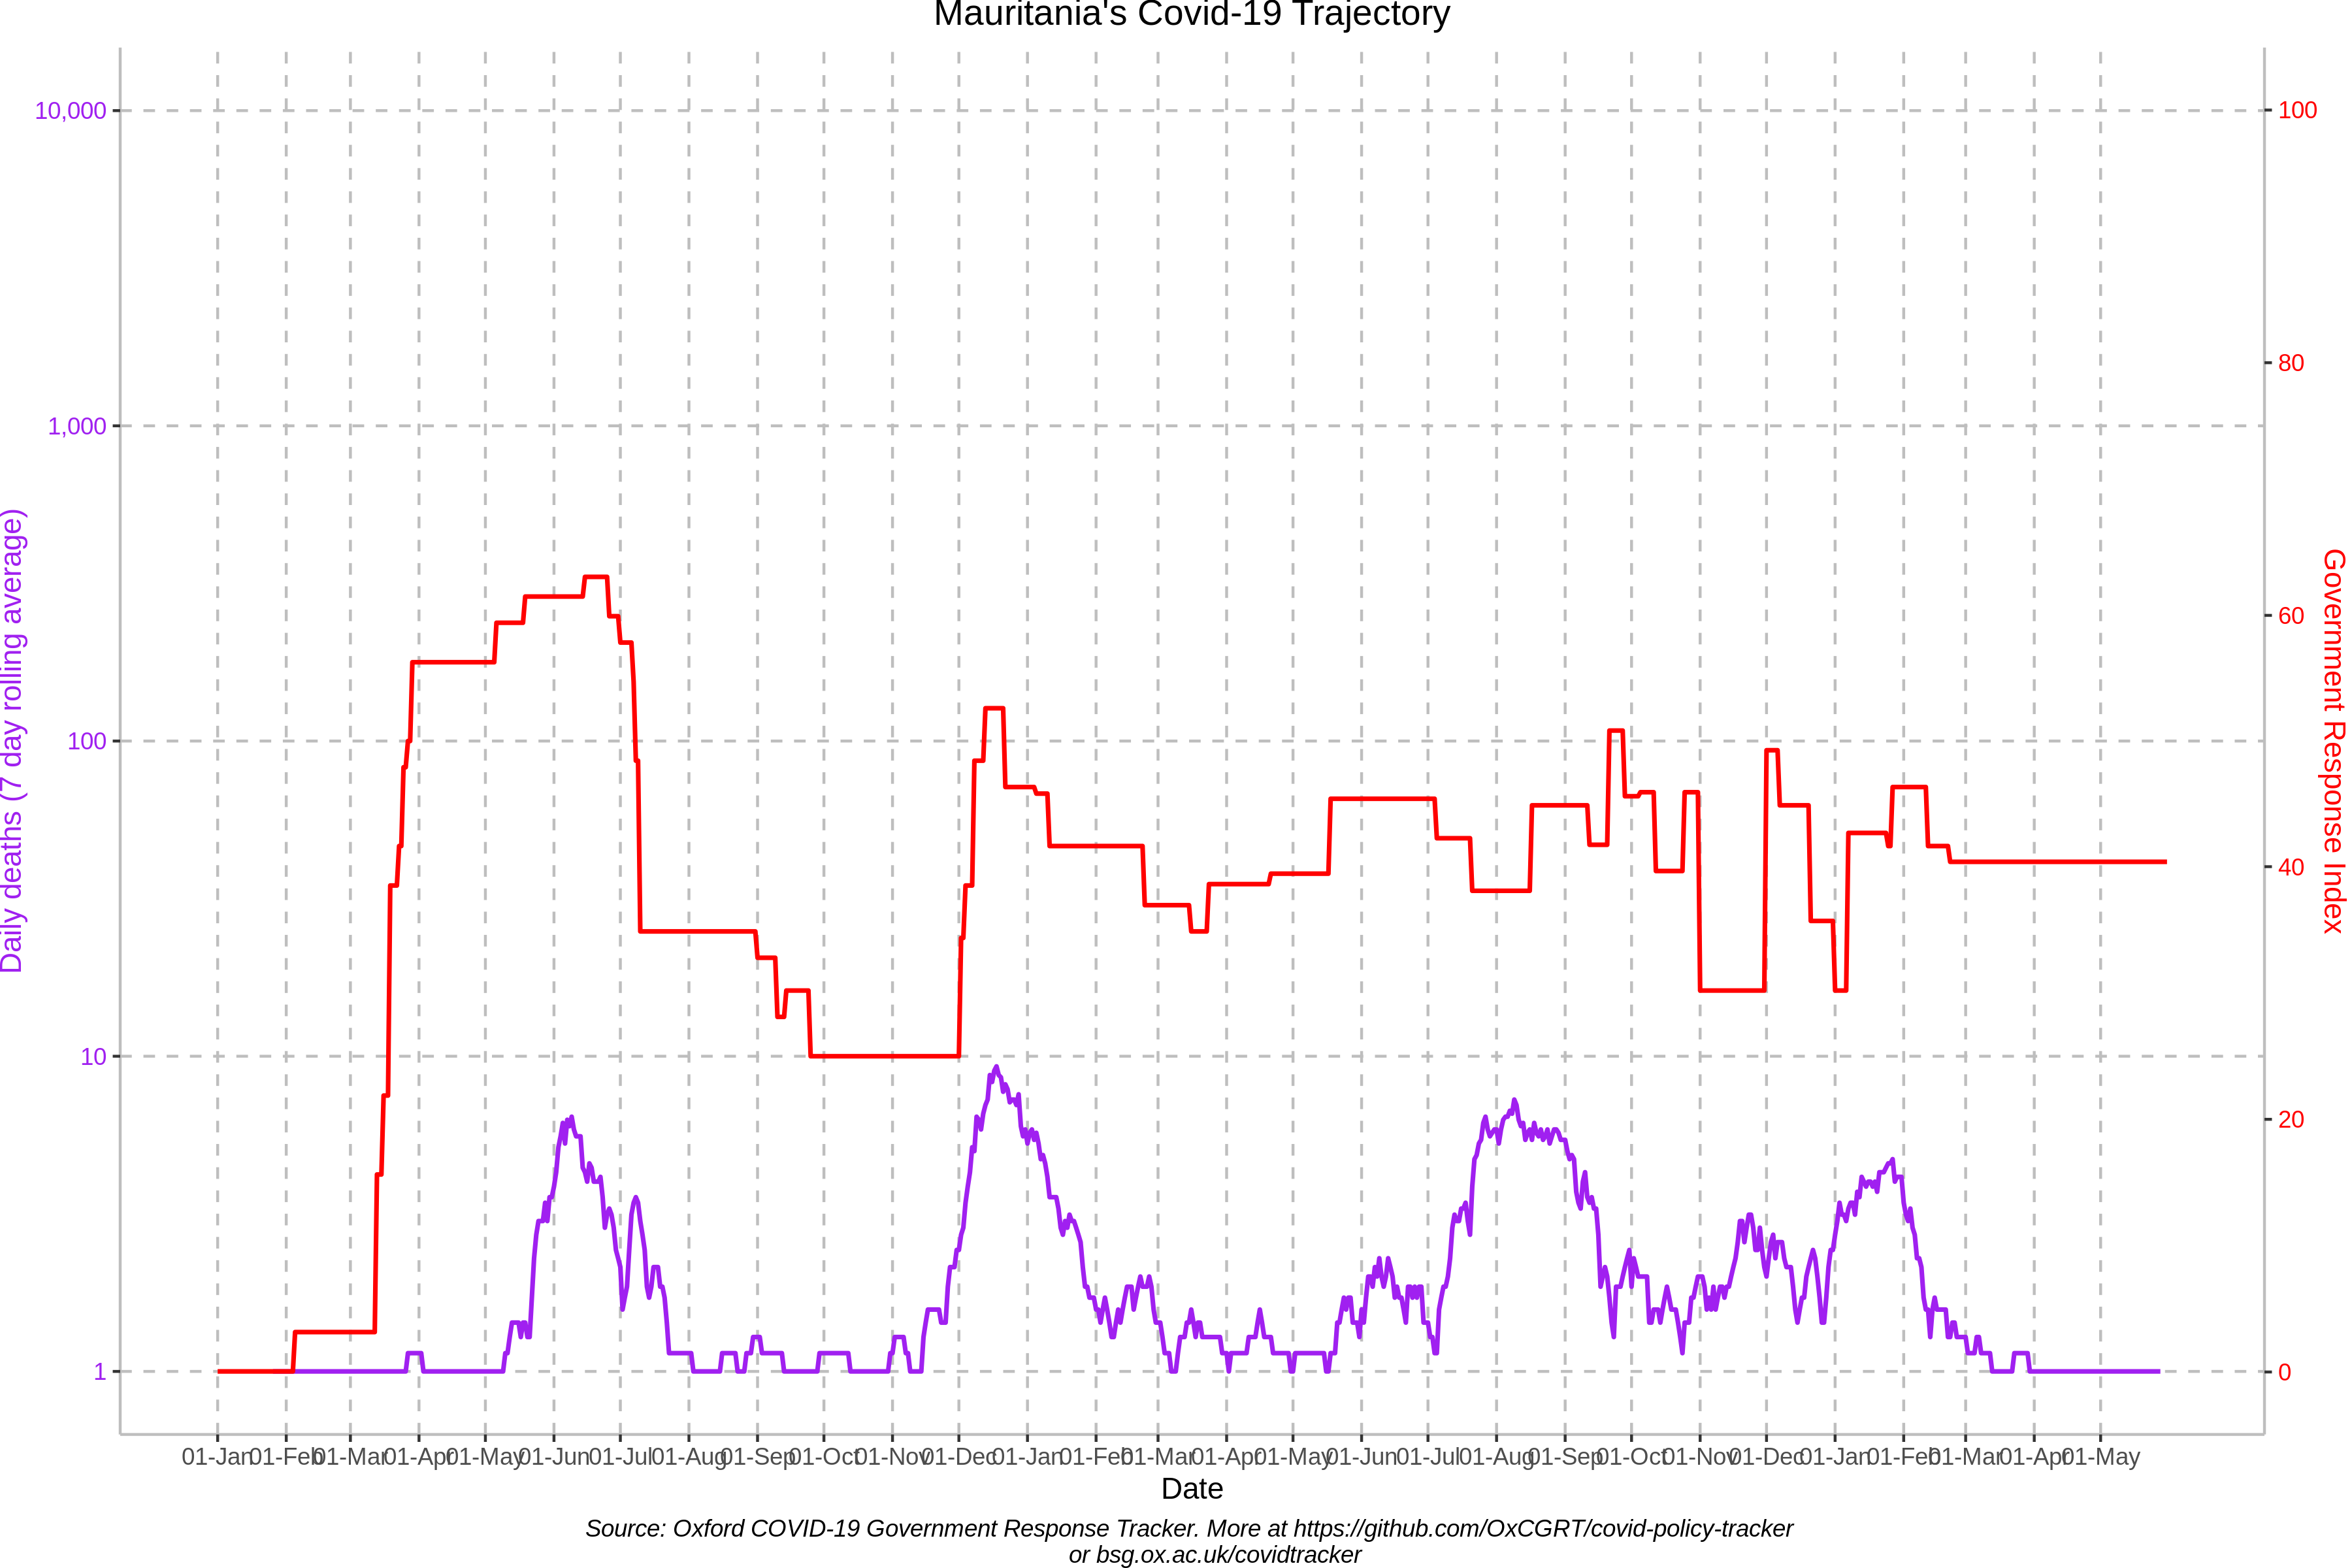 Mauritania's Covid-19 Trajectory
10,000
1,000
100
10
1
Daily deaths (7 day rolling average)
100
80
60
40
20
0
Government Response Index
01-Jan 01-Feb 01-Mar 01-Apr 01-May 01-Jun 01-Jul 01-Aug 01-Sep 01-Oct 01-Nov 01-Dec 01-Jan 01-Feb 01-Mar 01-Apr 01-May 01-Jun 01-Jul 01-Aug 01-Sep 01-Oct 01-Nov 01-Dec 01-Jan 01-Feb 01-Mar 01-Apr 01-May
Date
Source: Oxford COVID-19 Government Response Tracker. More at https://github.com/OxCGRT/covid-policy-tracker
or bsg.ox.ac.uk/covidtracker